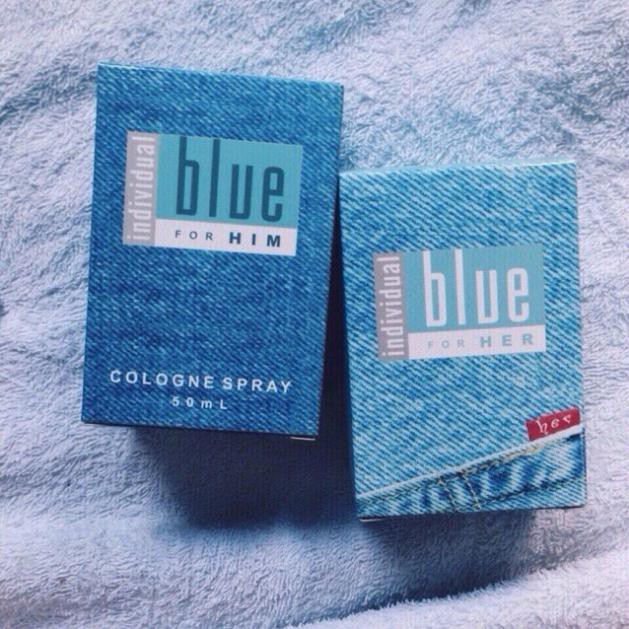 individual
blue
FOR HIM
COLOGNE SPRAY
50mL
individual
blue
FOR HER
her